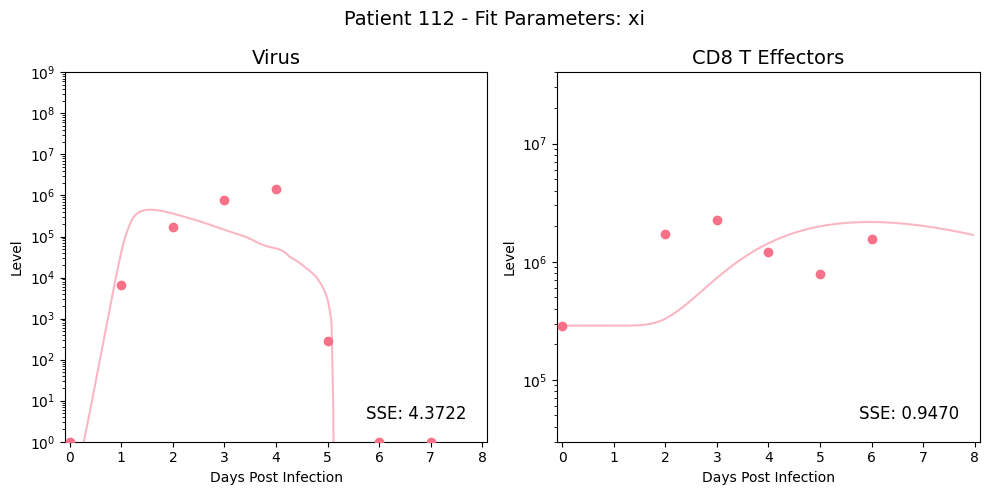 Patient 112 - Fit Parameters: xi
Virus
CD8 T Effectors
10^9
10^8
10^7
10^6
10^5
10^4
10^3
10^2
10^1
10^0
Level
SSE: 4.3722
0 1 2 3 4 5 6 7 8
Days Post Infection
10^7
10^6
10^5
Level
SSE: 0.9470
0 1 2 3 4 5 6 7 8
Days Post Infection